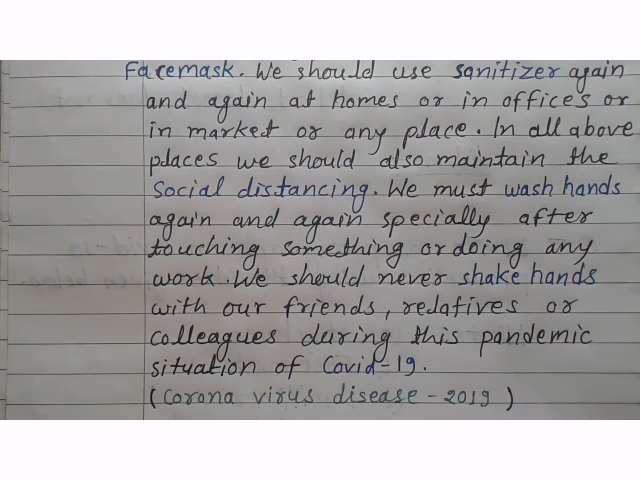 Facemask. We should use sanitizer again
and again at homes or in offices or
in market or any place. In all above
places we should also maintain the
Social distancing. We must wash hands
again and again specially after
touching something or doing any
work. We should never shake hands
with our friends, relatives or
colleagues during this pandemic
situation of Covid-19.
(Corona virus disease - 2019)